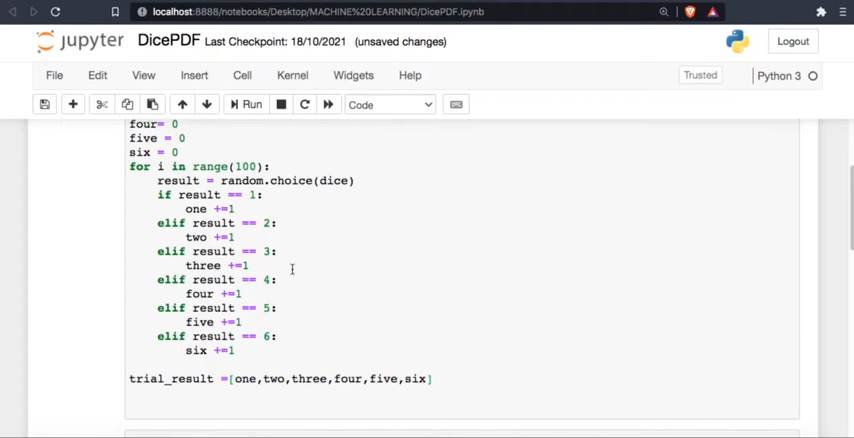 localhost:8888/notebooks/Desktop/MACHINE%20LEARNING/DicePDF.ipynb
jupyter DicePDF Last Checkpoint: 18/10/2021 (unsaved changes) Logout
File Edit View Insert Cell Kernel Widgets Help Trusted Python 3
Run Code
four= 0
five = 0
six = 0
for i in range(100):
    result = random.choice(dice)
    if result == 1:
        one +=1
    elif result == 2:
        two +=1
    elif result == 3:
        three +=1
    elif result == 4:
        four +=1
    elif result == 5:
        five +=1
    elif result == 6:
        six +=1
trial_result =[one,two,three,four,five,six]